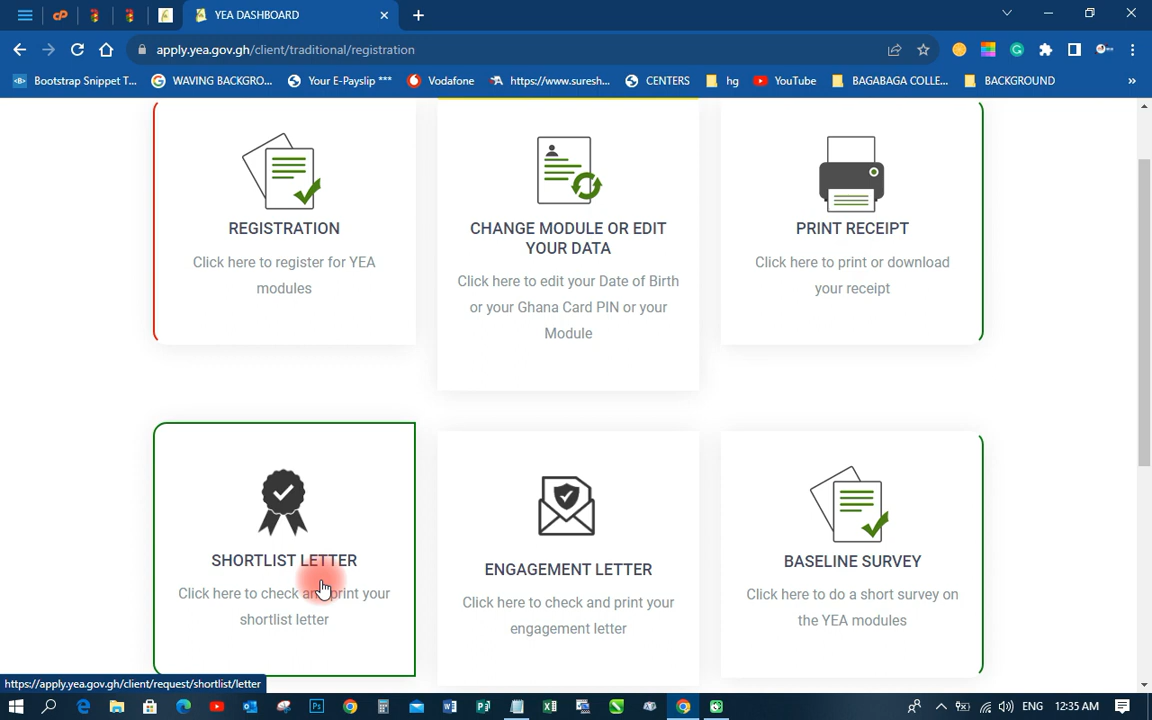 YEA DASHBOARD
apply.yea.gov.gh/client/traditional/registration
Bootstrap Snippet T... WAVING BACKGRO... Your E-Payslip *** Vodafone https://www.suresh... CENTERS hg YouTube BAGABAGA COLLE... BACKGROUND »
REGISTRATION
Click here to register for YEA
modules
CHANGE MODULE OR EDIT
YOUR DATA
Click here to edit your Date of Birth
or your Ghana Card PIN or your
Module
PRINT RECEIPT
Click here to print or download
your receipt
SHORTLIST LETTER
Click here to check and print your
shortlist letter
ENGAGEMENT LETTER
Click here to check and print your
engagement letter
BASELINE SURVEY
Click here to do a short survey on
the YEA modules
https://apply.yea.gov.gh/client/request/shortlist/letter
ENG 12:35 AM